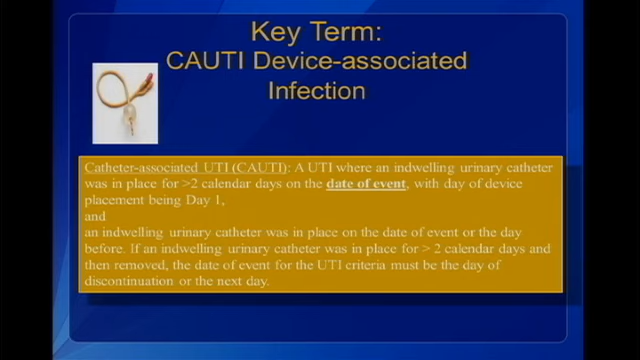 Key Term:
CAUTI Device-associated
Infection
Catheter-associated UTI (CAUTI): A UTI where an indwelling urinary catheter
was in place for >2 calendar days on the date of event, with day of device
placement being Day 1,
and
an indwelling urinary catheter was in place on the date of event or the day
before. If an indwelling urinary catheter was in place for > 2 calendar days and
then removed, the date of event for the UTI criteria must be the day of
discontinuation or the next day.